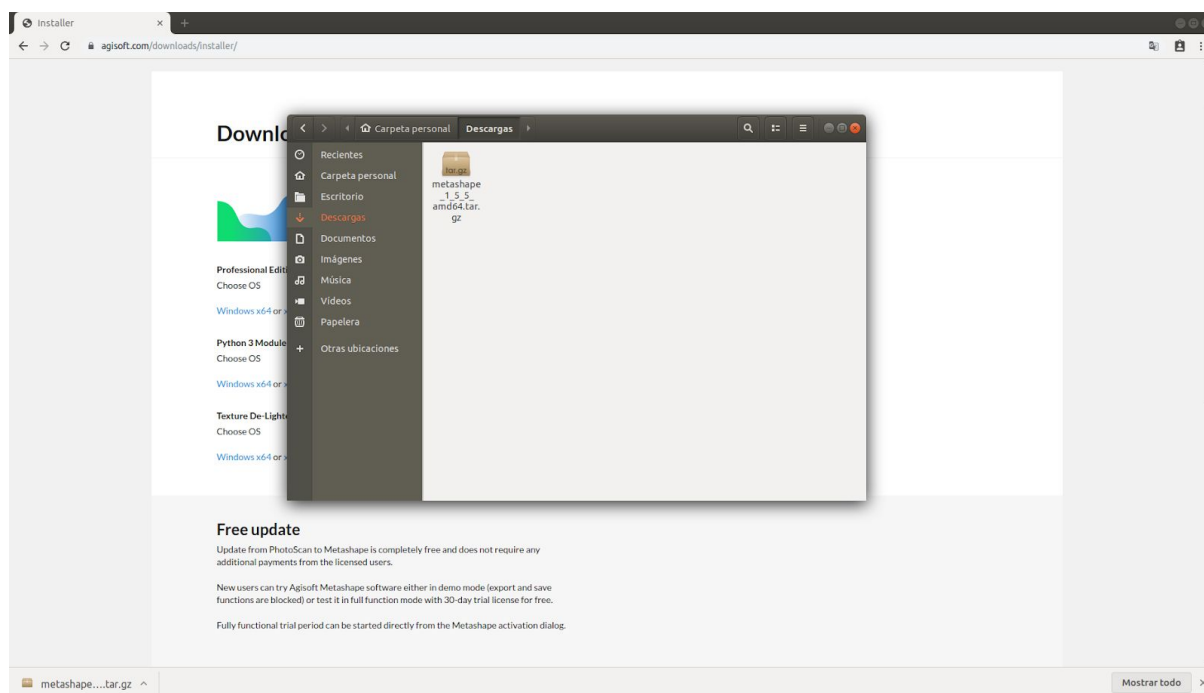 Installer
agisoft.com/downloads/installer/
Carpeta personal Descargas
Recientes
Carpeta personal
Escritorio
Descargas
Documentos
Imágenes
Música
Vídeos
Papelera
Otras ubicaciones
tar.gz
metashape
_1_5_5_
amd64.tar.
gz
Professional
Choose OS
Windows x64 or
Python 3 Module
Choose OS
Windows x64 or
Texture
Choose OS
Windows x64 or
Free update
Update from PhotoScan to Metashape is completely free and does not require any
additional payments from the licensed users.
New users can try Agisoft Metashape software either in demo mode (export and save
functions are blocked) or test it in full function mode with 30-day trial license for free.
Fully functional trial period can be started directly from the Metashape activation dialog.
metashape....tar.gz
Mostrar todo